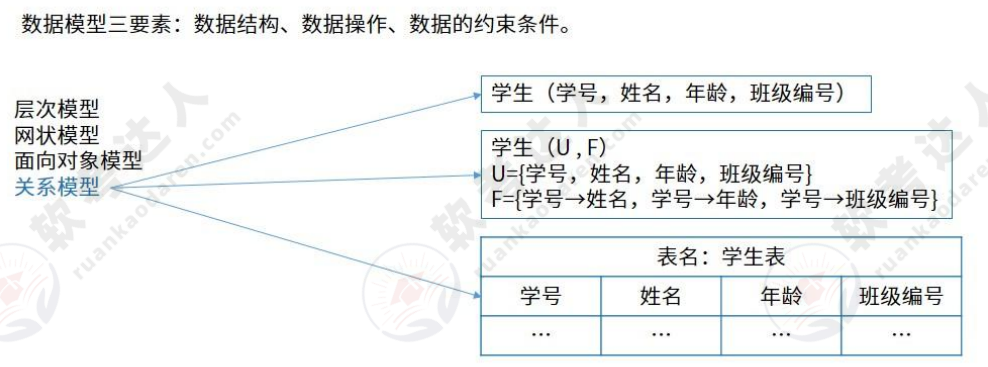 数据模型三要素：数据结构、数据操作、数据的约束条件。
层次模型
网状模型
面向对象模型
关系模型
学生（学号，姓名，年龄，班级编号）
学生（U , F）
U={学号，姓名，年龄，班级编号}
F={学号→姓名，学号→年龄，学号→班级编号}
表名：学生表
学号 姓名 年龄 班级编号
… … … …
软考达人
ruankaodaren.com
软考达人
ruankaodaren.com
软考达
ruankaodare